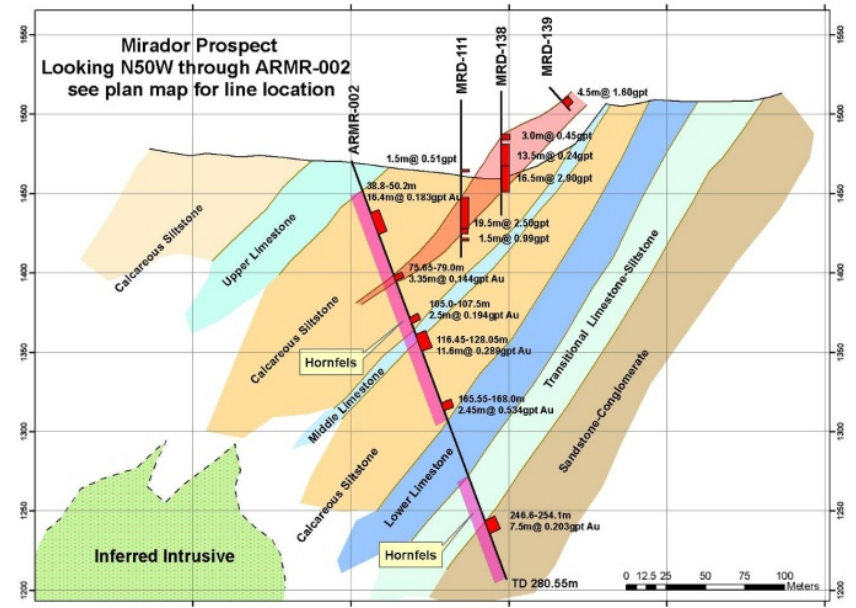 Mirador Prospect
Looking N50W through ARMR-002
see plan map for line location
ARMR-002
MRD-111
MRD-138
MRD-139
4.5m@ 1.60gpt
3.0m@ 0.45gpt
13.5m@ 0.24gpt
16.5m@ 2.90gpt
1.5m@ 0.51gpt
19.5m@ 2.50gpt
1.5m@ 0.99gpt
38.8-50.2m
16.4m@ 0.183gpt Au
75.65-79.0m
3.35m@ 0.144gpt Au
105.0-107.5m
2.5m@ 0.194gpt Au
116.45-128.05m
11.6m@ 0.289gpt Au
165.55-168.0m
2.45m@ 0.534gpt Au
246.6-254.1m
7.5m@ 0.203gpt Au
TD 280.55m
Calcareous Siltstone
Upper Limestone
Calcareous Siltstone
Middle Limestone
Calcareous Siltstone
Lower Limestone
Transitional Limestone-Siltstone
Sandstone-Conglomerate
Hornfels
Hornfels
Inferred Intrusive
0 12.5 25 50 75 100
Meters
1550
1500
1450
1400
1350
1300
1250
1200
1550
1500
1450
1400
1350
1300
1250
1200